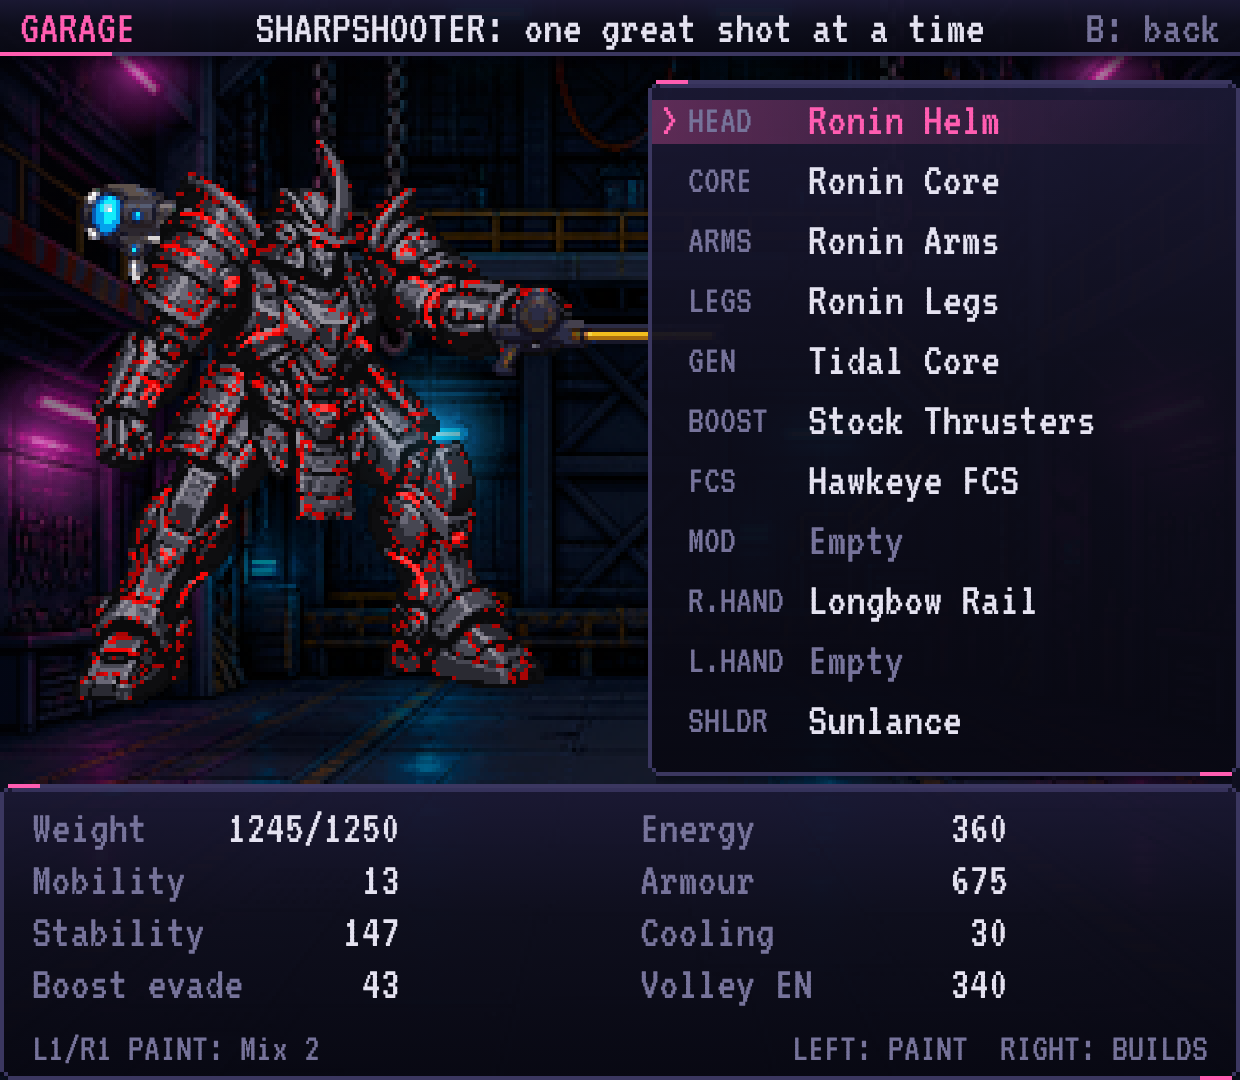 GARAGE SHARPSHOOTER: one great shot at a time B: back
HEAD Ronin Helm
CORE Ronin Core
ARMS Ronin Arms
LEGS Ronin Legs
GEN Tidal Core
BOOST Stock Thrusters
FCS Hawkeye FCS
MOD Empty
R.HAND Longbow Rail
L.HAND Empty
SHLDR Sunlance
Weight 1245/1250 Energy 360
Mobility 13 Armour 675
Stability 147 Cooling 30
Boost evade 43 Volley EN 340
L1/R1 PAINT: Mix 2 LEFT: PAINT RIGHT: BUILDS